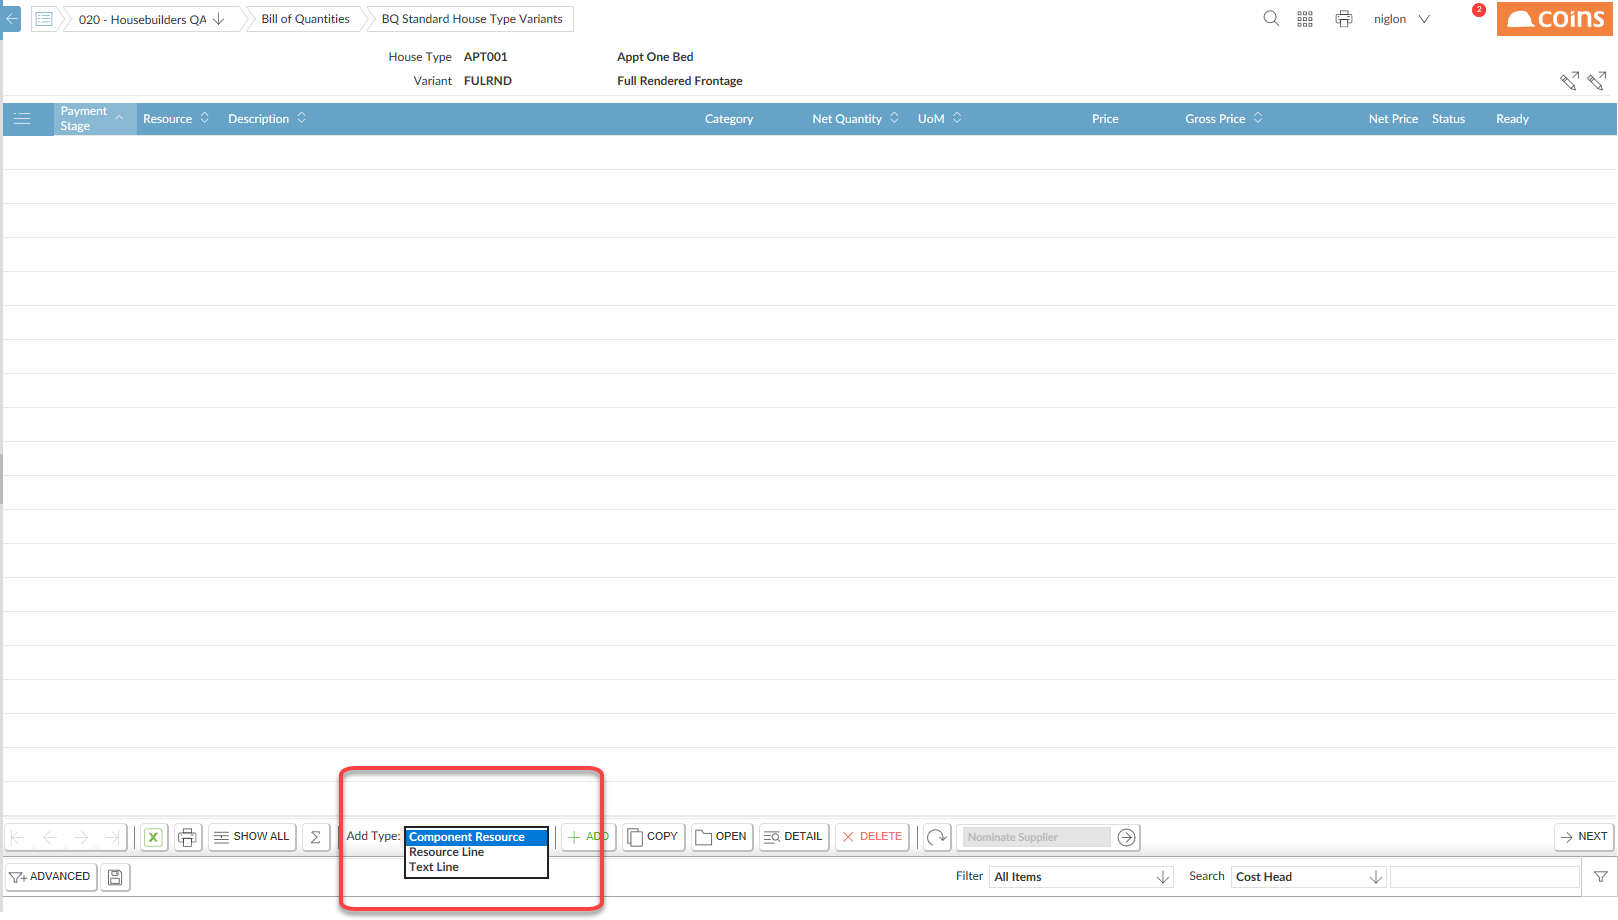 020 - Housebuilders QA
Bill of Quantities
BQ Standard House Type Variants
niglon
2
coins
House Type APT001 Appt One Bed
Variant FULRND Full Rendered Frontage
Payment Stage Resource Description Category Net Quantity UoM Price Gross Price Net Price Status Ready
SHOW ALL Σ Add Type: Component Resource ADD COPY OPEN DETAIL DELETE Nominate Supplier NEXT
Resource Line
Text Line
ADVANCED Filter All Items Search Cost Head